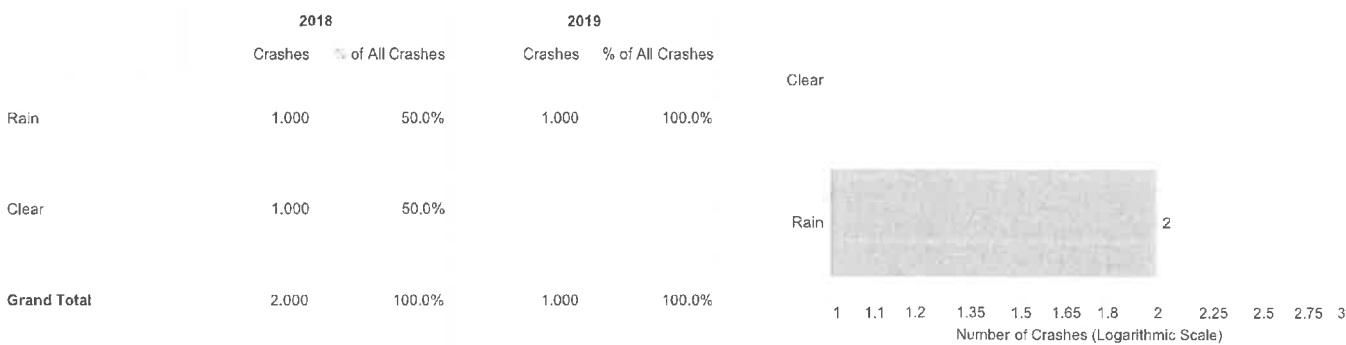 2018 2019
Crashes % of All Crashes Crashes % of All Crashes
Rain 1.000 50.0% 1.000 100.0%
Clear 1.000 50.0%
Grand Total 2.000 100.0% 1.000 100.0%
Clear
Rain 2
1 1.1 1.2 1.35 1.5 1.65 1.8 2 2.25 2.5 2.75 3
Number of Crashes (Logarithmic Scale)